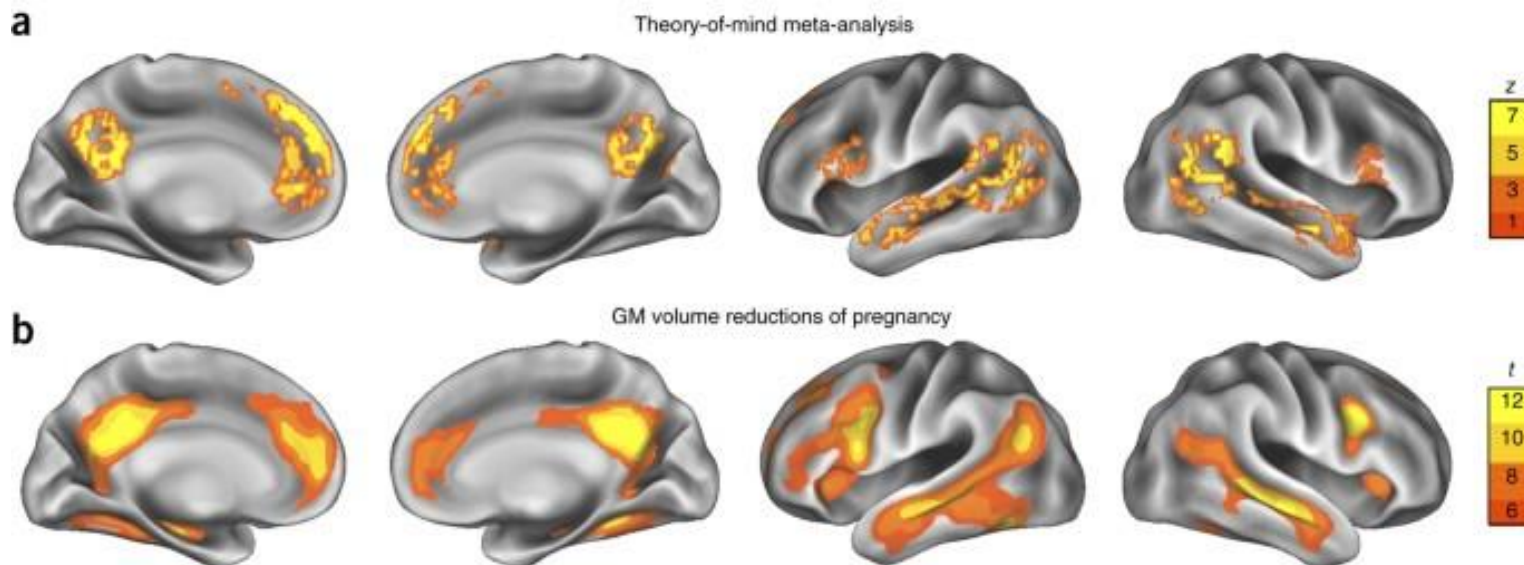 a
Theory-of-mind meta-analysis
z
7
5
3
1
b
GM volume reductions of pregnancy
t
12
10
8
6